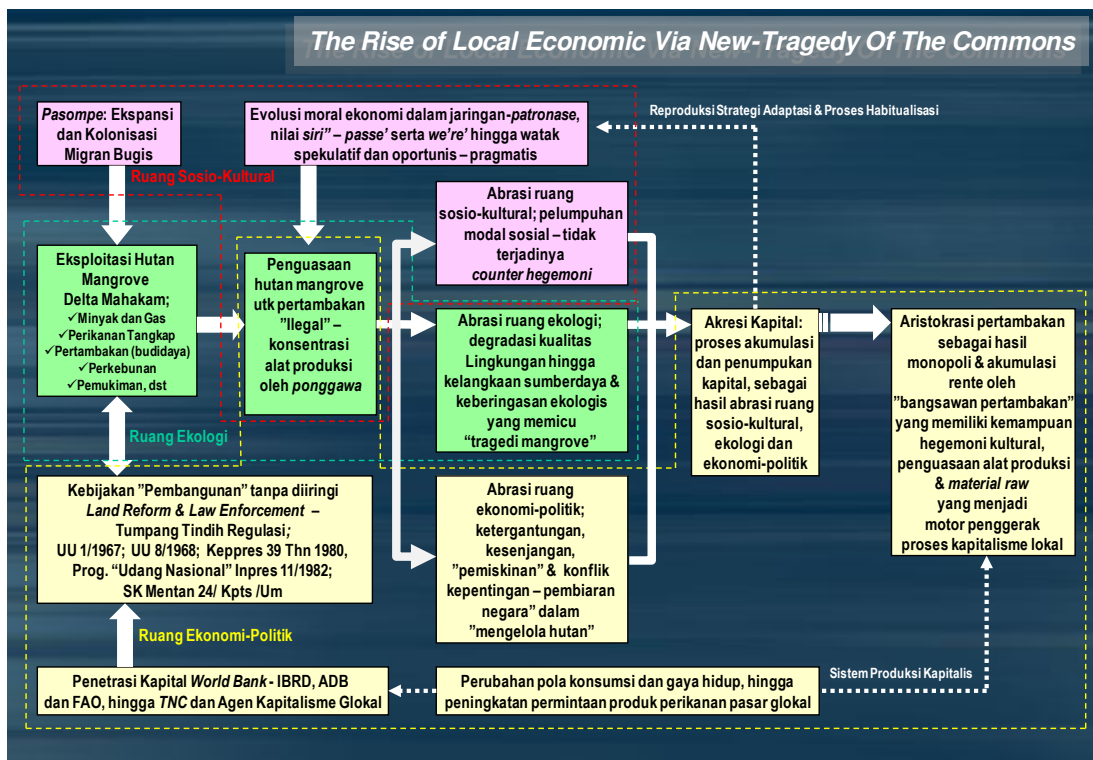 The Rise of Local Economic Via New-Tragedy Of The Commons
Pasompe: Ekspansi
dan Kolonisasi
Migran Bugis
Evolusi moral ekonomi dalam jaringan-patronase,
nilai siri" – passe' serta we're' hingga watak
spekulatif dan oportunis – pragmatis
Reproduksi Strategi Adaptasi & Proses Habitualisasi
Ruang Sosio-Kultural
Abrasi ruang
sosio-kultural; pelumpuhan
modal sosial – tidak
terjadinya
counter hegemoni
Eksploitasi Hutan
Mangrove
Delta Mahakam;
✓Minyak dan Gas
✓Perikanan Tangkap
✓Pertambakan (budidaya)
✓Perkebunan
✓Pemukiman, dst
Penguasaan
hutan mangrove
utk pertambakan
"Ilegal" –
konsentrasi
alat produksi
oleh ponggawa
Abrasi ruang ekologi;
degradasi kualitas
Lingkungan hingga
kelangkaan sumberdaya &
keberingasan ekologis
yang memicu
“tragedi mangrove”
Akresi Kapital:
proses akumulasi
dan penumpukan
kapital, sebagai
hasil abrasi ruang
sosio-kultural,
ekologi dan
ekonomi-politik
Aristokrasi pertambakan
sebagai hasil
monopoli & akumulasi
rente oleh
"bangsawan pertambakan"
yang memiliki kemampuan
hegemoni kultural,
penguasaan alat produksi
& material raw
yang menjadi
motor penggerak
proses kapitalisme lokal
Ruang Ekologi
Kebijakan "Pembangunan" tanpa diiringi
Land Reform & Law Enforcement –
Tumpang Tindih Regulasi;
UU 1/1967; UU 8/1968; Keppres 39 Thn 1980,
Prog. “Udang Nasional” Inpres 11/1982;
SK Mentan 24/ Kpts /Um
Abrasi ruang
ekonomi-politik;
ketergantungan,
kesenjangan,
"pemiskinan" & konflik
kepentingan – pembiaran
negara" dalam
"mengelola hutan"
Ruang Ekonomi-Politik
Penetrasi Kapital World Bank - IBRD, ADB
dan FAO, hingga TNC dan Agen Kapitalisme Glokal
Perubahan pola konsumsi dan gaya hidup, hingga
peningkatan permintaan produk perikanan pasar glokal
Sistem Produksi Kapitalis